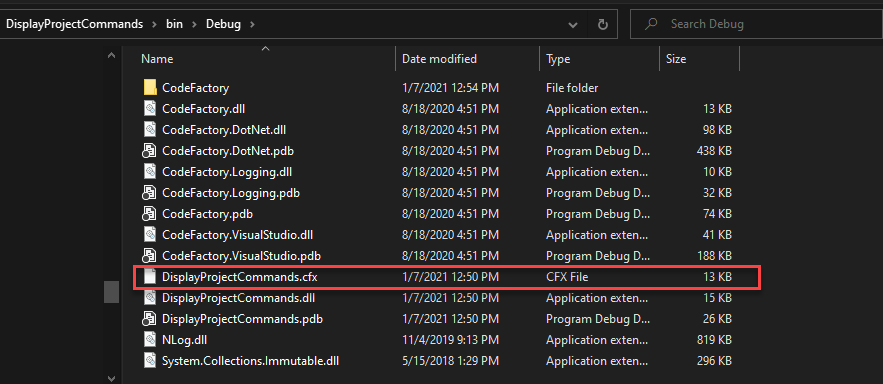 DisplayProjectCommands > bin > Debug > Search Debug
Name Date modified Type Size
CodeFactory 1/7/2021 12:54 PM File folder
CodeFactory.dll 8/18/2020 4:51 PM Application exten... 13 KB
CodeFactory.DotNet.dll 8/18/2020 4:51 PM Application exten... 98 KB
CodeFactory.DotNet.pdb 8/18/2020 4:51 PM Program Debug D... 438 KB
CodeFactory.Logging.dll 8/18/2020 4:51 PM Application exten... 10 KB
CodeFactory.Logging.pdb 8/18/2020 4:51 PM Program Debug D... 32 KB
CodeFactory.pdb 8/18/2020 4:51 PM Program Debug D... 74 KB
CodeFactory.VisualStudio.dll 8/18/2020 4:51 PM Application exten... 41 KB
CodeFactory.VisualStudio.pdb 8/18/2020 4:51 PM Program Debug D... 188 KB
DisplayProjectCommands.cfx 1/7/2021 12:50 PM CFX File 13 KB
DisplayProjectCommands.dll 1/7/2021 12:50 PM Application exten... 15 KB
DisplayProjectCommands.pdb 1/7/2021 12:50 PM Program Debug D... 26 KB
NLog.dll 11/4/2019 9:13 PM Application exten... 819 KB
System.Collections.Immutable.dll 5/15/2018 1:29 PM Application exten... 296 KB